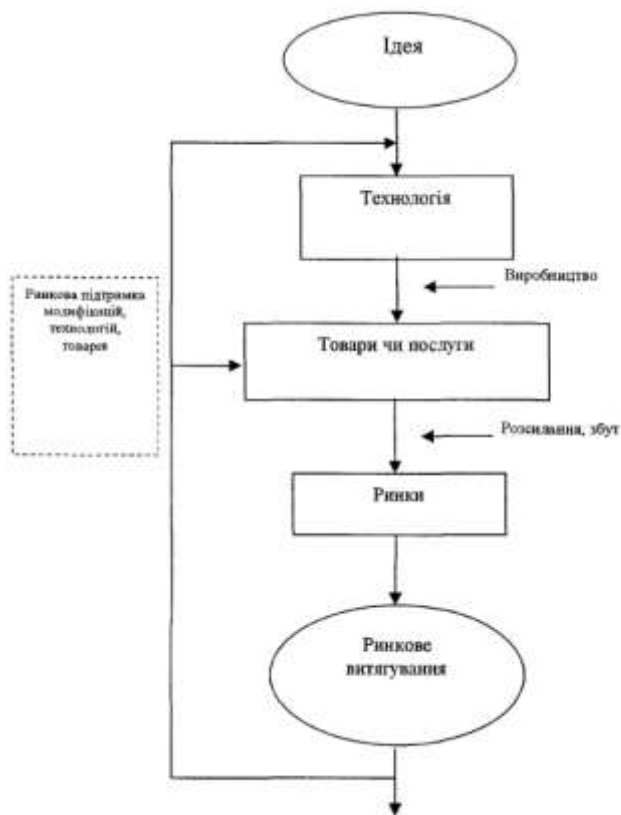 Ідея
Технологія
Виробництво
Ринкова підтримка
модифікацій,
технологій,
товарів
Товари чи послуги
Розсилання, збут
Ринки
Ринкове
витягування